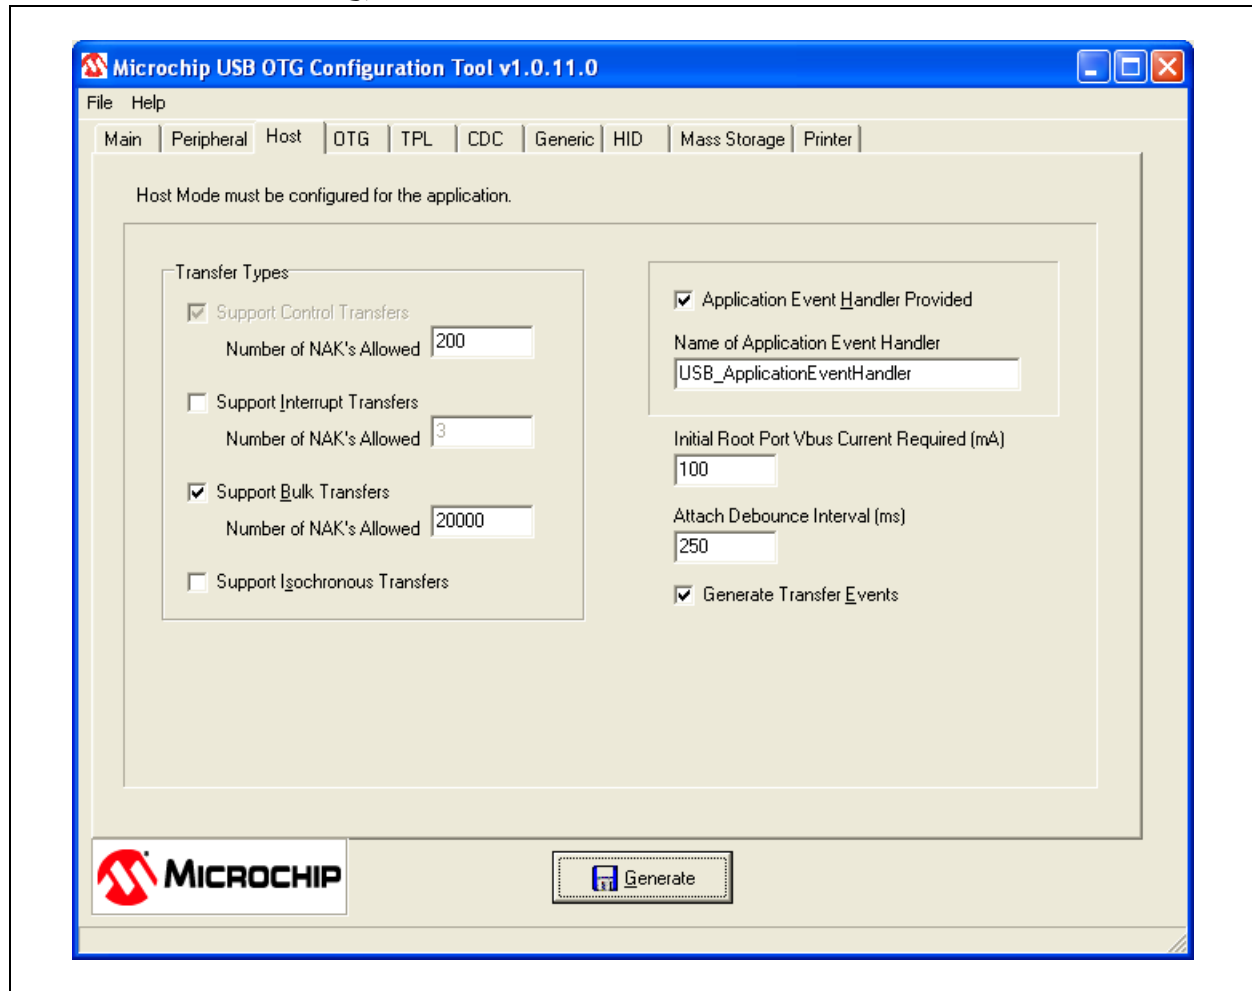 Microchip USB OTG Configuration Tool v1.0.11.0
File Help
Main Peripheral Host OTG TPL CDC Generic HID Mass Storage Printer
Host Mode must be configured for the application.
Transfer Types
Support Control Transfers
Number of NAK's Allowed 200
Support Interrupt Transfers
Number of NAK's Allowed 3
Support Bulk Transfers
Number of NAK's Allowed 20000
Support Isochronous Transfers
Application Event Handler Provided
Name of Application Event Handler
USB_ApplicationEventHandler
Initial Root Port Vbus Current Required (mA)
100
Attach Debounce Interval (ms)
250
Generate Transfer Events
MICROCHIP
Generate